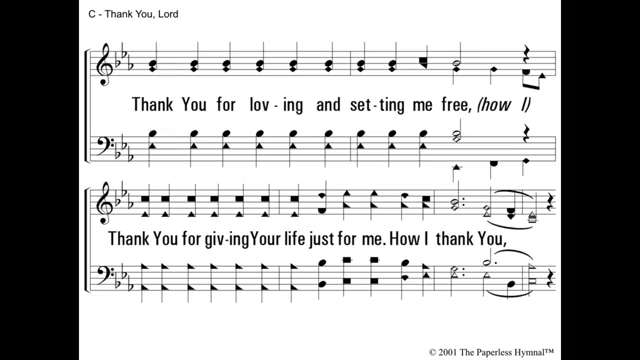 C - Thank You, Lord
Thank You for lov - ing and set - ting me free, (how I)
Thank You for giv-ing Your life just for me. How I thank You,
© 2001 The Paperless Hymnal™